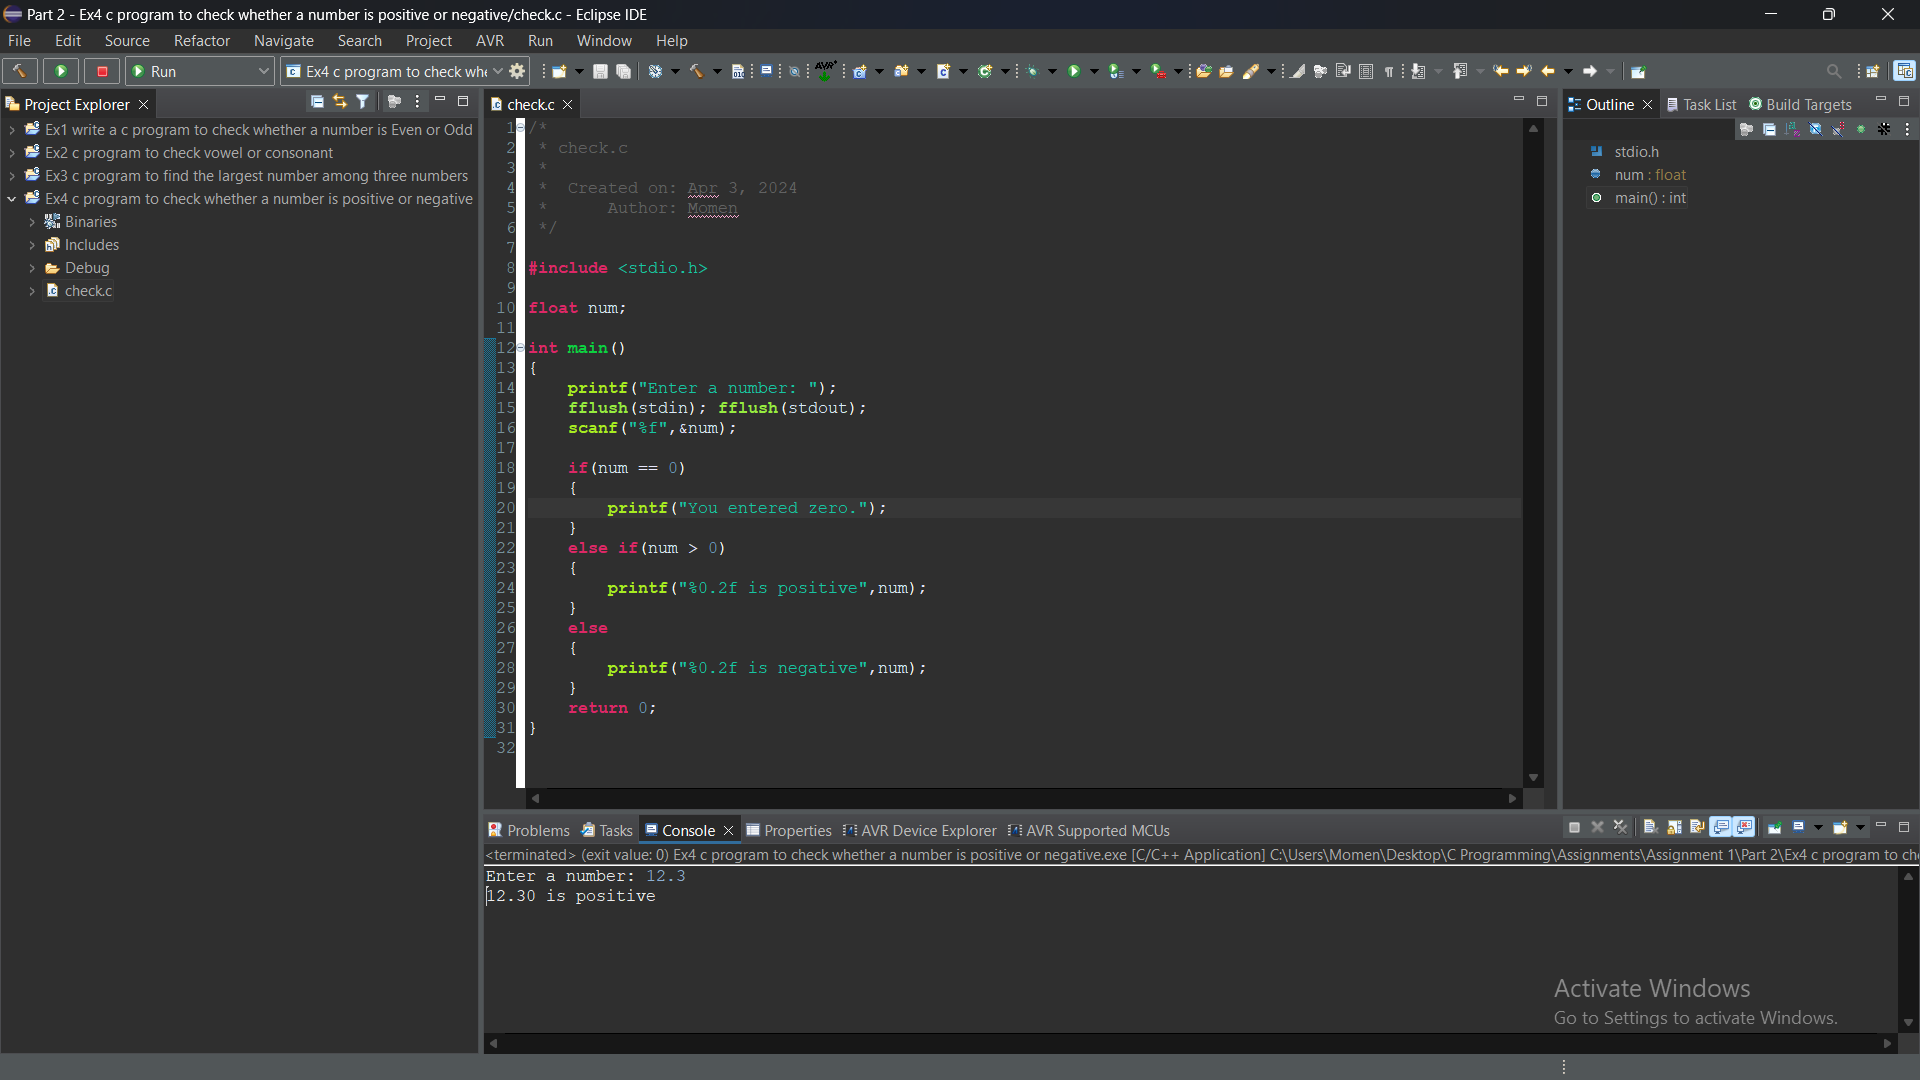 Part 2 - Ex4 c program to check whether a number is positive or negative/check.c - Eclipse IDE
File Edit Source Refactor Navigate Search Project AVR Run Window Help
Run Ex4 c program to check whe
Project Explorer
Ex1 write a c program to check whether a number is Even or Odd
Ex2 c program to check vowel or consonant
Ex3 c program to find the largest number among three numbers
Ex4 c program to check whether a number is positive or negative
Binaries
Includes
Debug
check.c
check.c
1 /*
2 * check.c
3 *
4 * Created on: Apr 3, 2024
5 * Author: Momen
6 */
7
8 #include <stdio.h>
9
10 float num;
11
12 int main()
13 {
14 printf("Enter a number: ");
15 fflush(stdin); fflush(stdout);
16 scanf("%f",&num);
17
18 if(num == 0)
19 {
20 printf("You entered zero.");
21 }
22 else if(num > 0)
23 {
24 printf("%0.2f is positive",num);
25 }
26 else
27 {
28 printf("%0.2f is negative",num);
29 }
30 return 0;
31 }
32
Outline Task List Build Targets
stdio.h
num : float
main() : int
Problems Tasks Console Properties AVR Device Explorer AVR Supported MCUs
<terminated> (exit value: 0) Ex4 c program to check whether a number is positive or negative.exe [C/C++ Application] C:\Users\Momen\Desktop\C Programming\Assignments\Assignment 1\Part 2\Ex4 c program to ch
Enter a number: 12.3
12.30 is positive
Activate Windows
Go to Settings to activate Windows.